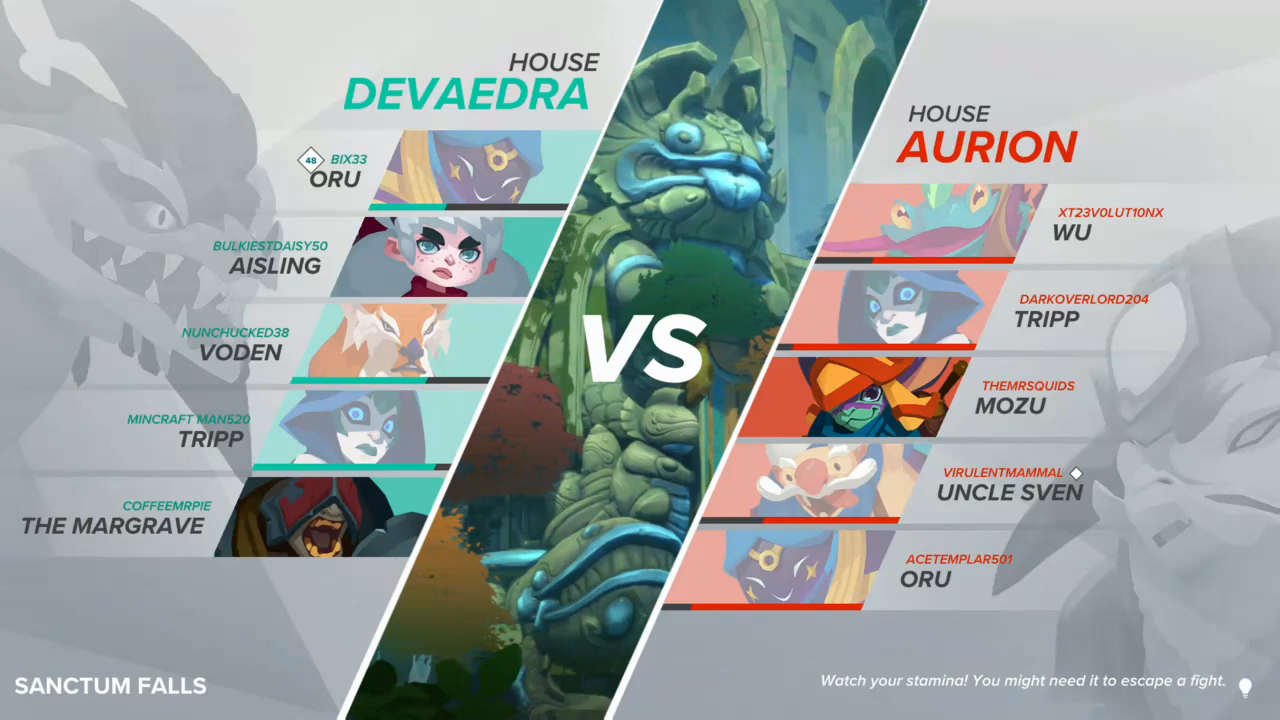 HOUSE
DEVAEDRA
48 BIX33
ORU
BULKIESTDAISY50
AISLING
NUNCHUCKED38
VODEN
MINCRAFT MAN520
TRIPP
COFFEEMRPIE
THE MARGRAVE
VS
HOUSE
AURION
XT23V0LUT10NX
WU
DARKOVERLORD204
TRIPP
THEMRSQUIDS
MOZU
VIRULENTMAMMAL
UNCLE SVEN
ACETEMPLAR501
ORU
SANCTUM FALLS
Watch your stamina! You might need it to escape a fight.